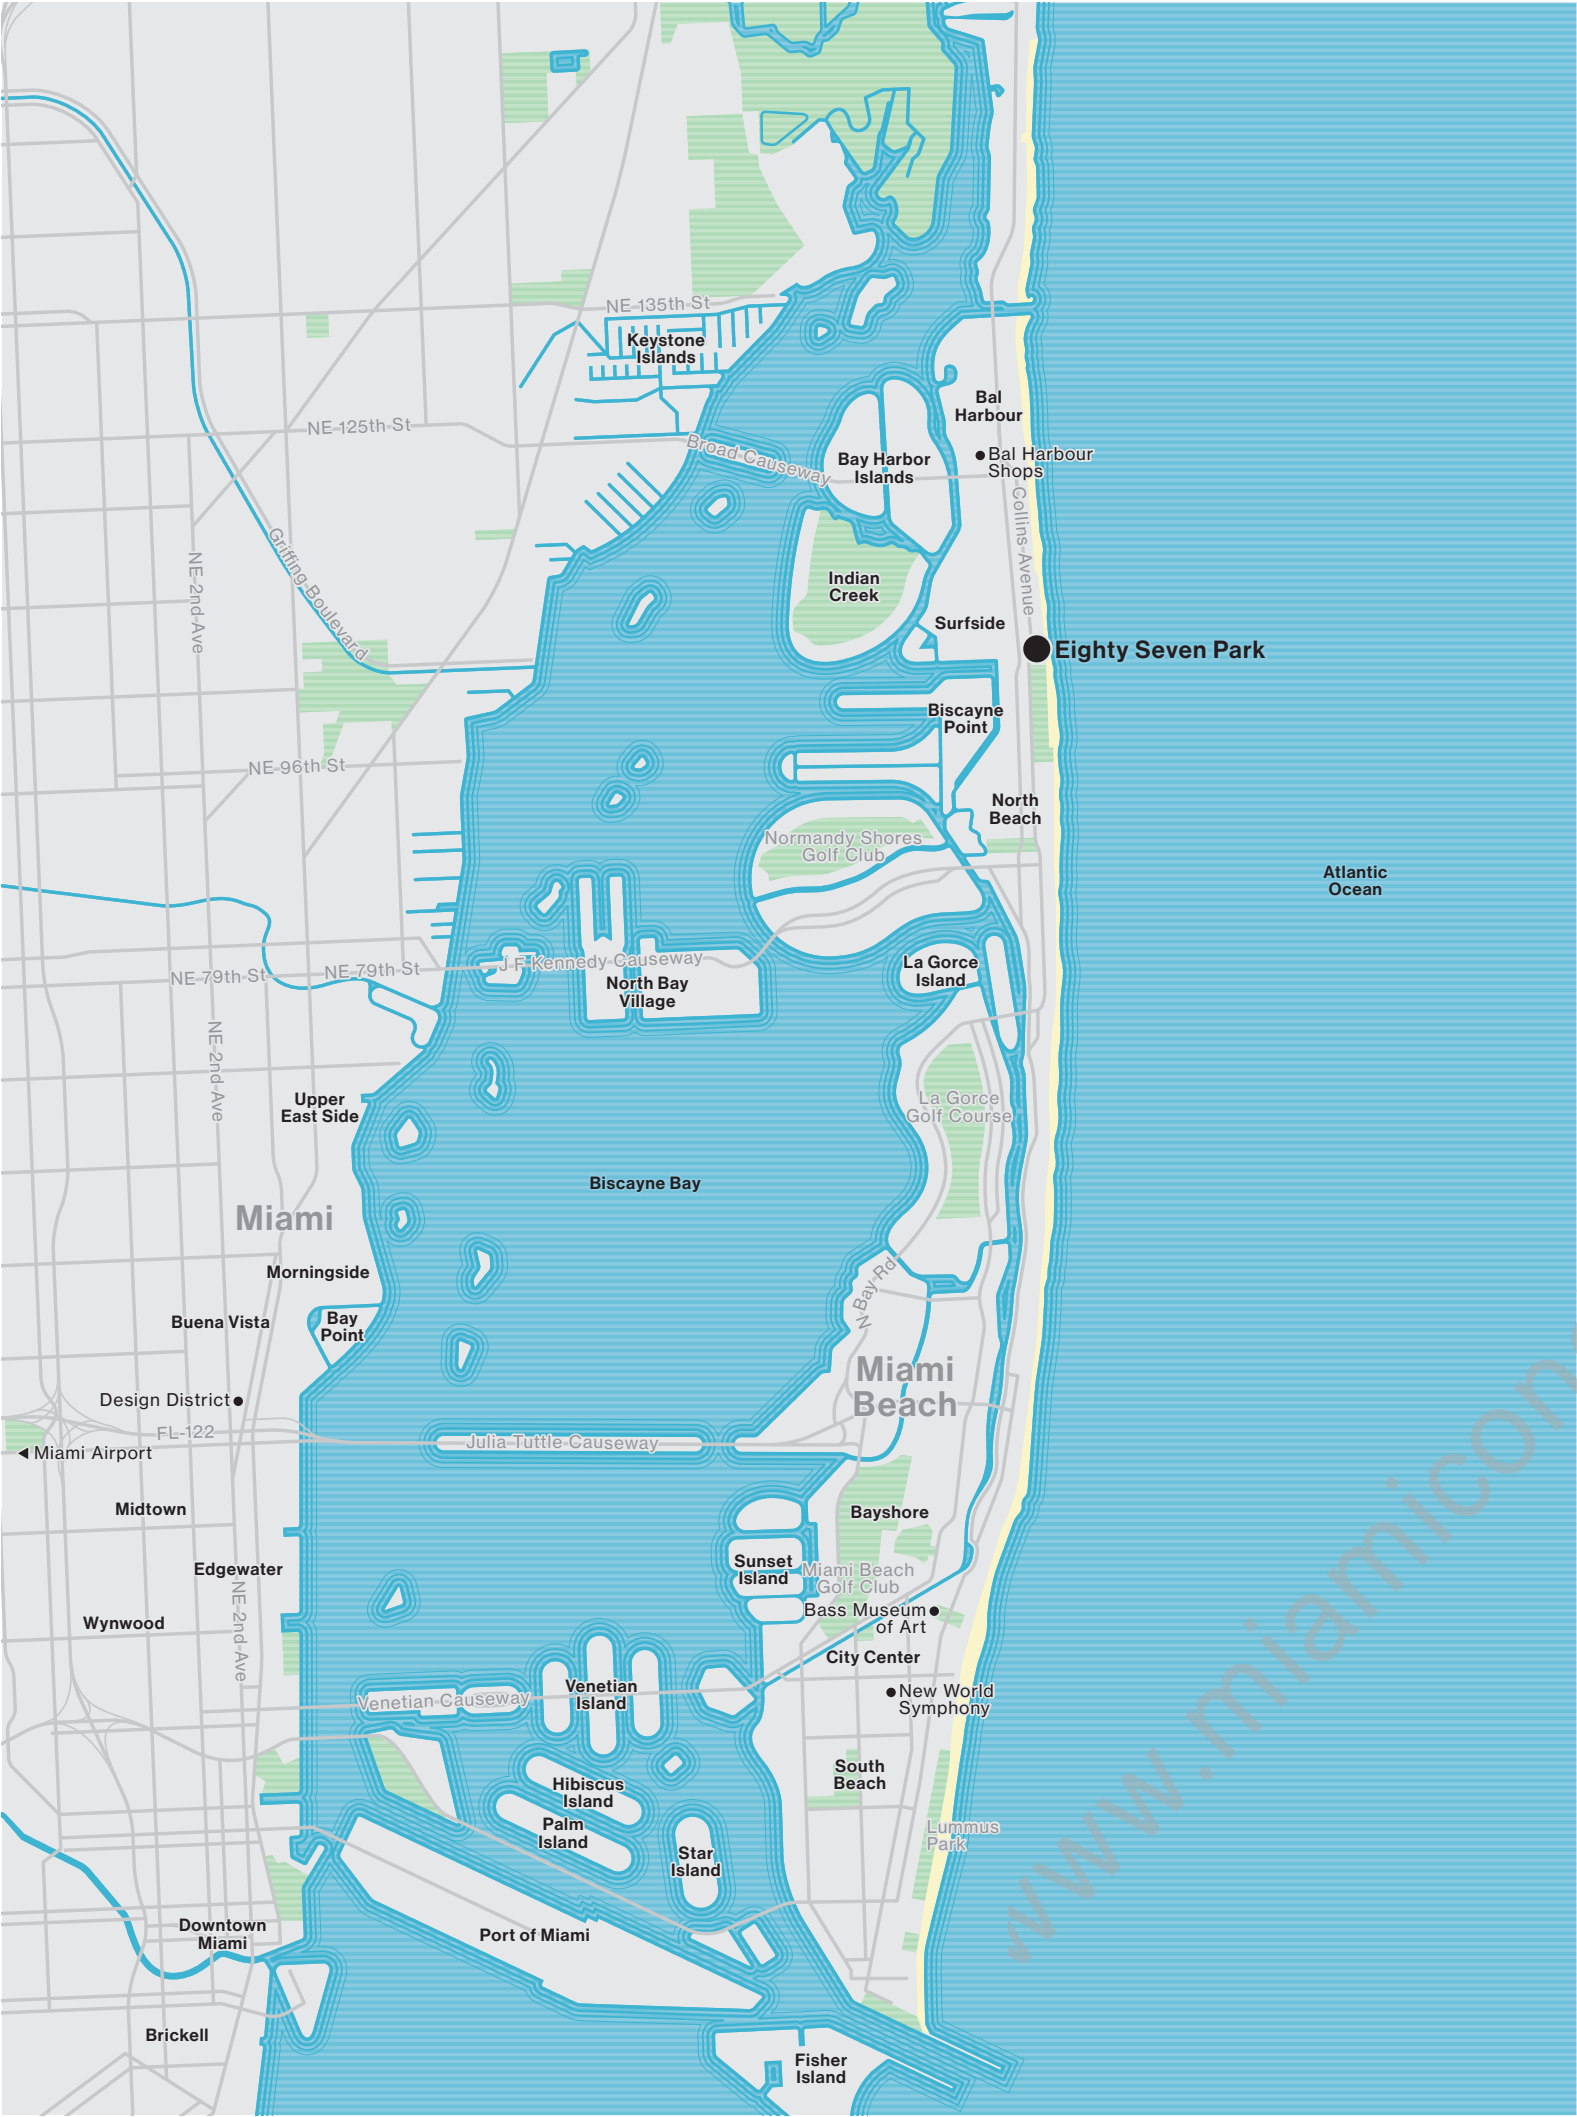 NE 135th St
Keystone
Islands
Bal
Harbour
NE 125th St
Broad Causeway
Bay Harbor
Islands
Bal Harbour
Shops
Collins Avenue
Griffing Boulevard
NE 2nd Ave
Indian
Creek
Surfside
Eighty Seven Park
Biscayne
Point
NE 96th St
North
Beach
Normandy Shores
Golf Club
Atlantic
Ocean
NE 79th St
NE 79th St
J F Kennedy Causeway
La Gorce
Island
North Bay
Village
NE 2nd Ave
Upper
East Side
La Gorce
Golf Course
Biscayne Bay
Miami
Morningside
N Bay Rd
Buena Vista
Bay
Point
Miami
Beach
Design District
FL-122
Julia Tuttle Causeway
Miami Airport
Midtown
Bayshore
Edgewater
Sunset
Island
Miami Beach
Golf Club
NE 2nd Ave
Wynwood
Bass Museum
of Art
City Center
Venetian Causeway
Venetian
Island
New World
Symphony
South
Beach
Hibiscus
Island
Palm
Island
Star
Island
Lummus
Park
Downtown
Miami
Port of Miami
Brickell
Fisher
Island
www.miamicon